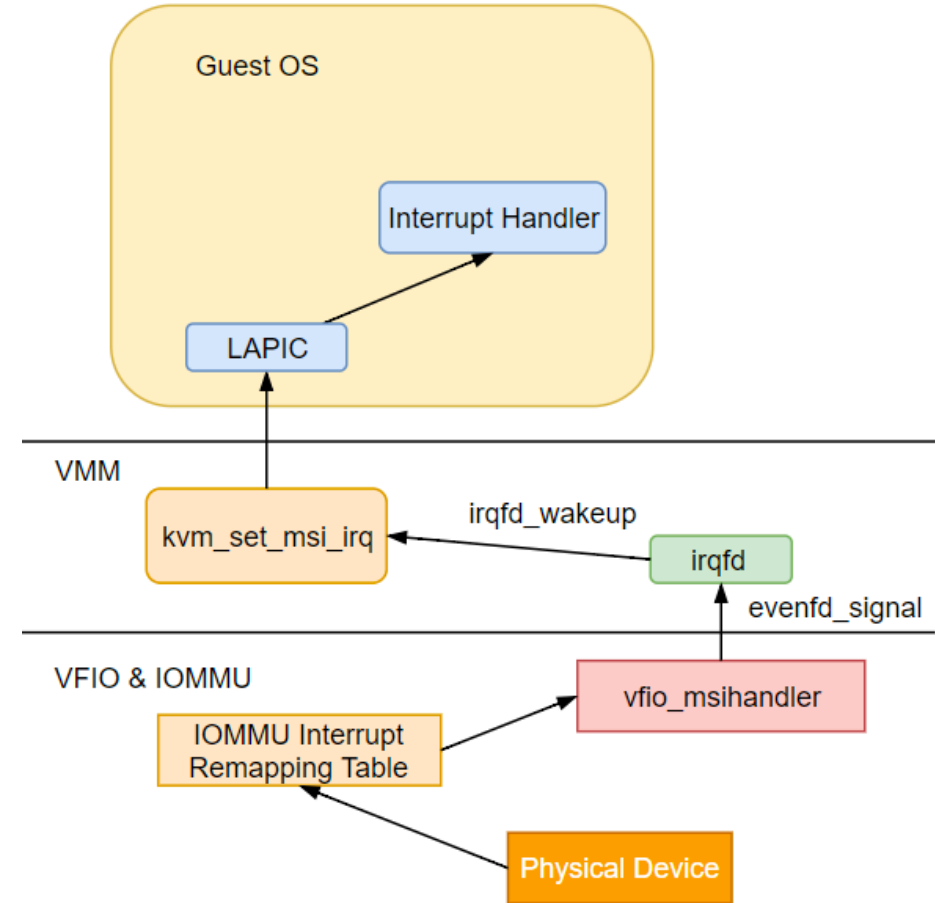 Guest OS
Interrupt Handler
LAPIC
VMM
irqfd_wakeup
kvm_set_msi_irq
irqfd
evenfd_signal
VFIO & IOMMU
vfio_msihandler
IOMMU Interrupt
Remapping Table
Physical Device